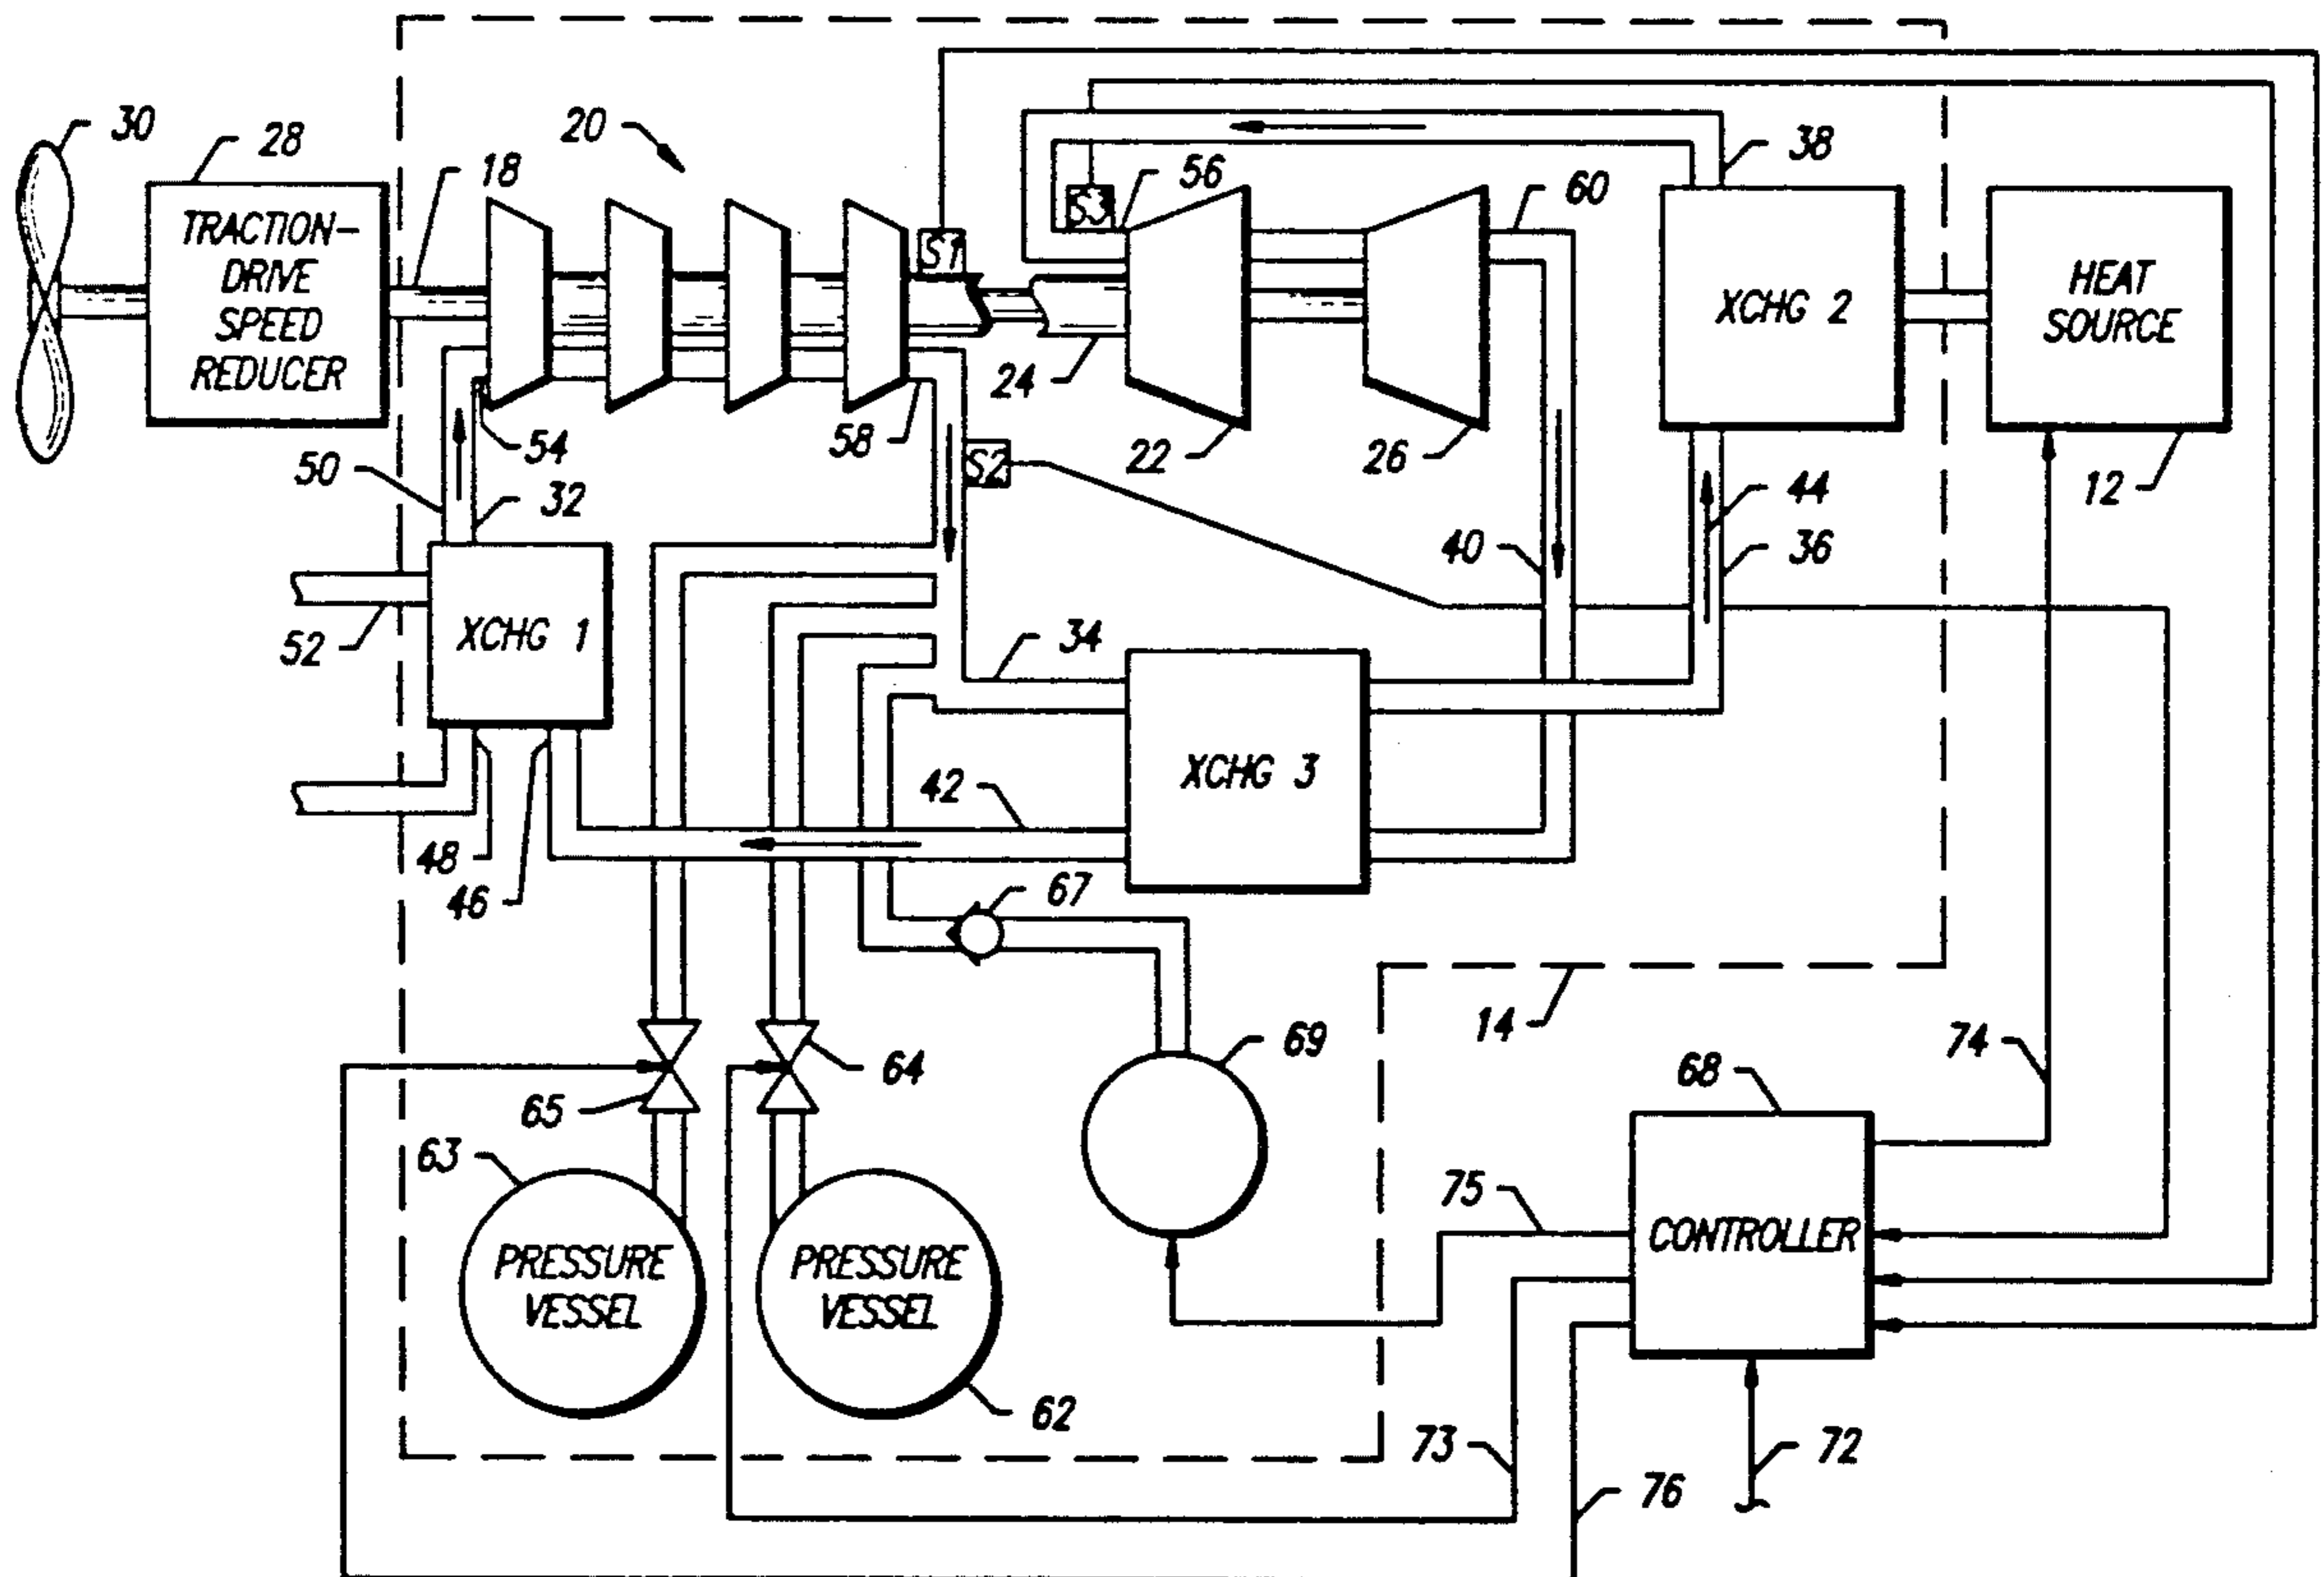 30
28
18
20
38
56
60
S3
S1
TRACTION-
DRIVE
SPEED
REDUCER
XCHG 2
HEAT
SOURCE
24
54
58
22
26
12
50
S2
32
44
40
36
52
XCHG 1
34
XCHG 3
42
48
46
67
14
74
69
64
65
68
63
75
PRESSURE
VESSEL
PRESSURE
VESSEL
CONTROLLER
62
73
72
76